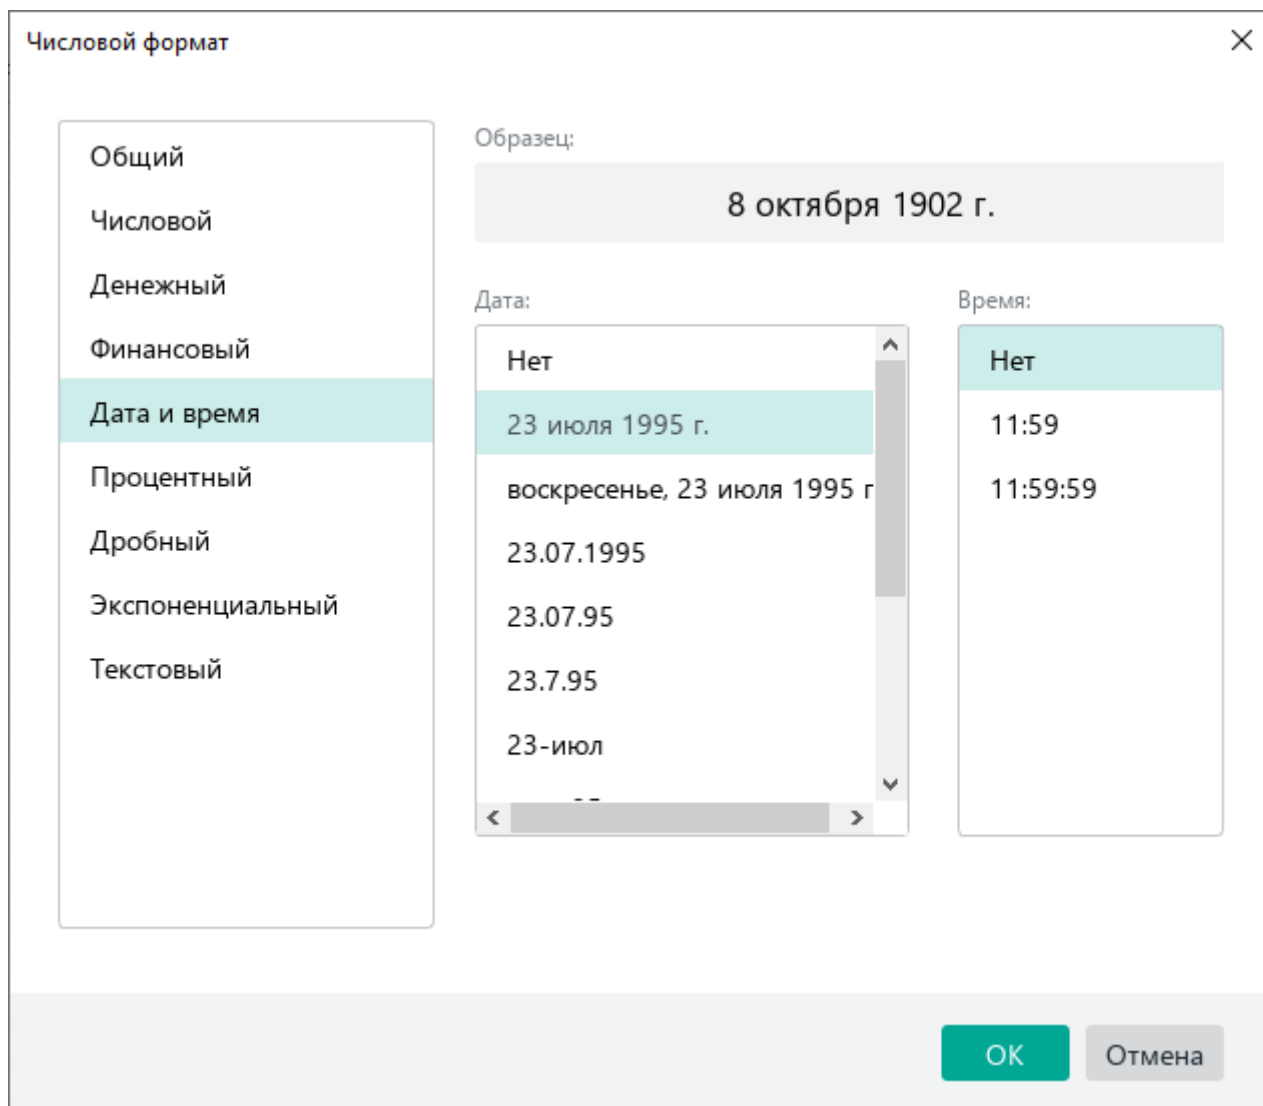 Числовой формат
Общий
Числовой
Денежный
Финансовый
Дата и время
Процентный
Дробный
Экспоненциальный
Текстовый
Образец:
8 октября 1902 г.
Дата:
Нет
23 июля 1995 г.
воскресенье, 23 июля 1995 г
23.07.1995
23.07.95
23.7.95
23-июл
Время:
Нет
11:59
11:59:59
ОК
Отмена